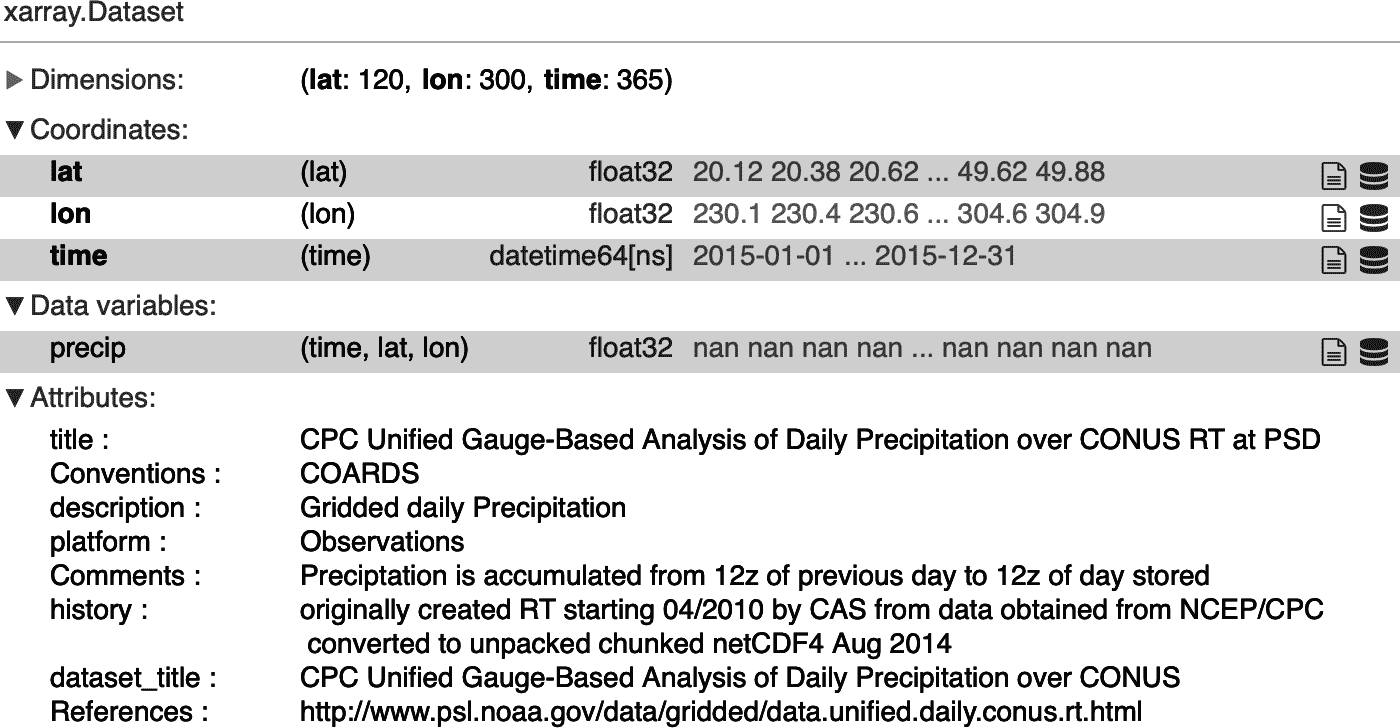 xarray.Dataset
▶ Dimensions: (lat: 120, lon: 300, time: 365)
▼ Coordinates:
lat (lat) float32 20.12 20.38 20.62 ... 49.62 49.88
lon (lon) float32 230.1 230.4 230.6 ... 304.6 304.9
time (time) datetime64[ns] 2015-01-01 ... 2015-12-31
▼ Data variables:
precip (time, lat, lon) float32 nan nan nan nan ... nan nan nan nan
▼ Attributes:
title : CPC Unified Gauge-Based Analysis of Daily Precipitation over CONUS RT at PSD
Conventions : COARDS
description : Gridded daily Precipitation
platform : Observations
Comments : Preciptation is accumulated from 12z of previous day to 12z of day stored
history : originally created RT starting 04/2010 by CAS from data obtained from NCEP/CPC
converted to unpacked chunked netCDF4 Aug 2014
dataset_title : CPC Unified Gauge-Based Analysis of Daily Precipitation over CONUS
References : http://www.psl.noaa.gov/data/gridded/data.unified.daily.conus.rt.html